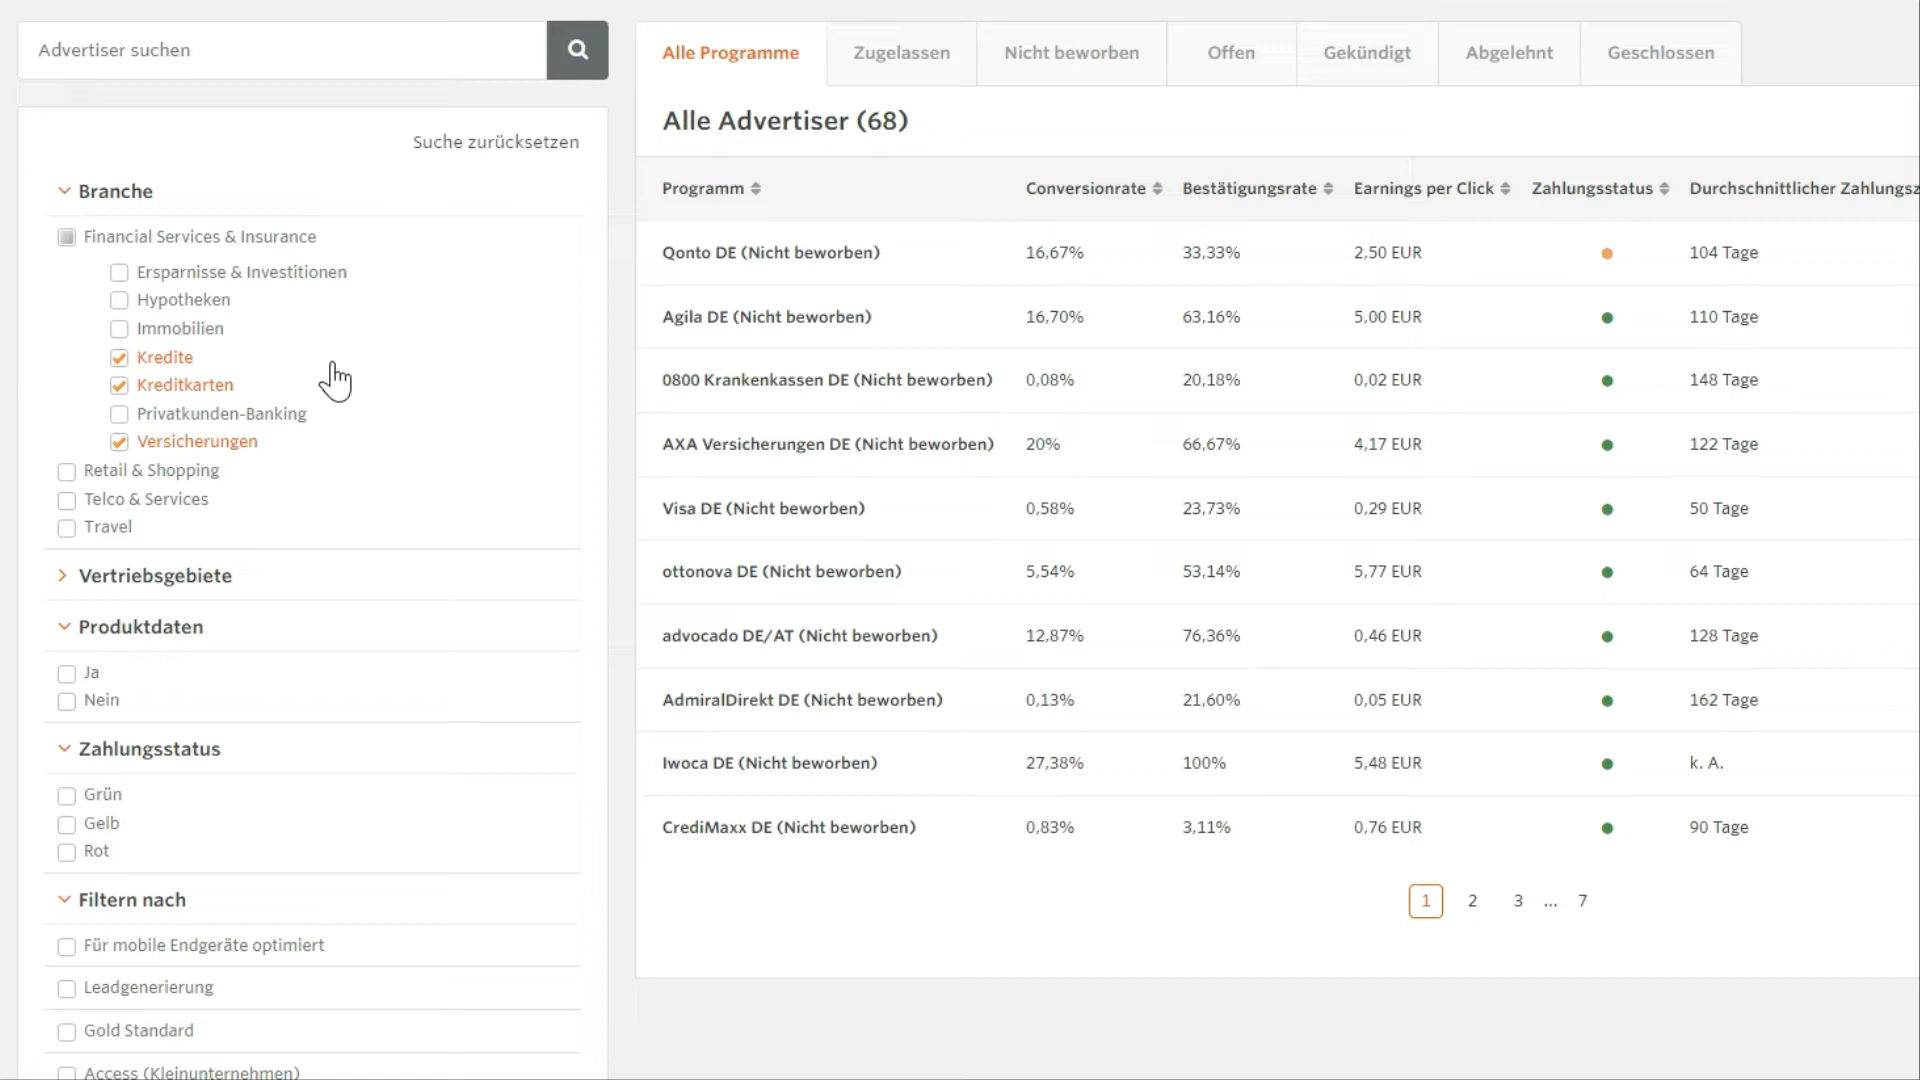 Advertiser suchen
Suche zurücksetzen
Branche
Financial Services & Insurance
Ersparnisse & Investitionen
Hypotheken
Immobilien
Kredite
Kreditkarten
Privatkunden-Banking
Versicherungen
Retail & Shopping
Telco & Services
Travel
Vertriebsgebiete
Produktdaten
Ja
Nein
Zahlungsstatus
Grün
Gelb
Rot
Filtern nach
Für mobile Endgeräte optimiert
Leadgenerierung
Gold Standard
Access (Kleinunternehmen)
Alle Programme Zugelassen Nicht beworben Offen Gekündigt Abgelehnt Geschlossen
Alle Advertiser (68)
Programm Conversionrate Bestätigungsrate Earnings per Click Zahlungsstatus Durchschnittlicher Zahlungsz
Qonto DE (Nicht beworben) 16,67% 33,33% 2,50 EUR 104 Tage
Agila DE (Nicht beworben) 16,70% 63,16% 5,00 EUR 110 Tage
0800 Krankenkassen DE (Nicht beworben) 0,08% 20,18% 0,02 EUR 148 Tage
AXA Versicherungen DE (Nicht beworben) 20% 66,67% 4,17 EUR 122 Tage
Visa DE (Nicht beworben) 0,58% 23,73% 0,29 EUR 50 Tage
ottonova DE (Nicht beworben) 5,54% 53,14% 5,77 EUR 64 Tage
advocado DE/AT (Nicht beworben) 12,87% 76,36% 0,46 EUR 128 Tage
AdmiralDirekt DE (Nicht beworben) 0,13% 21,60% 0,05 EUR 162 Tage
Iwoca DE (Nicht beworben) 27,38% 100% 5,48 EUR k. A.
CrediMaxx DE (Nicht beworben) 0,83% 3,11% 0,76 EUR 90 Tage
1 2 3 ... 7